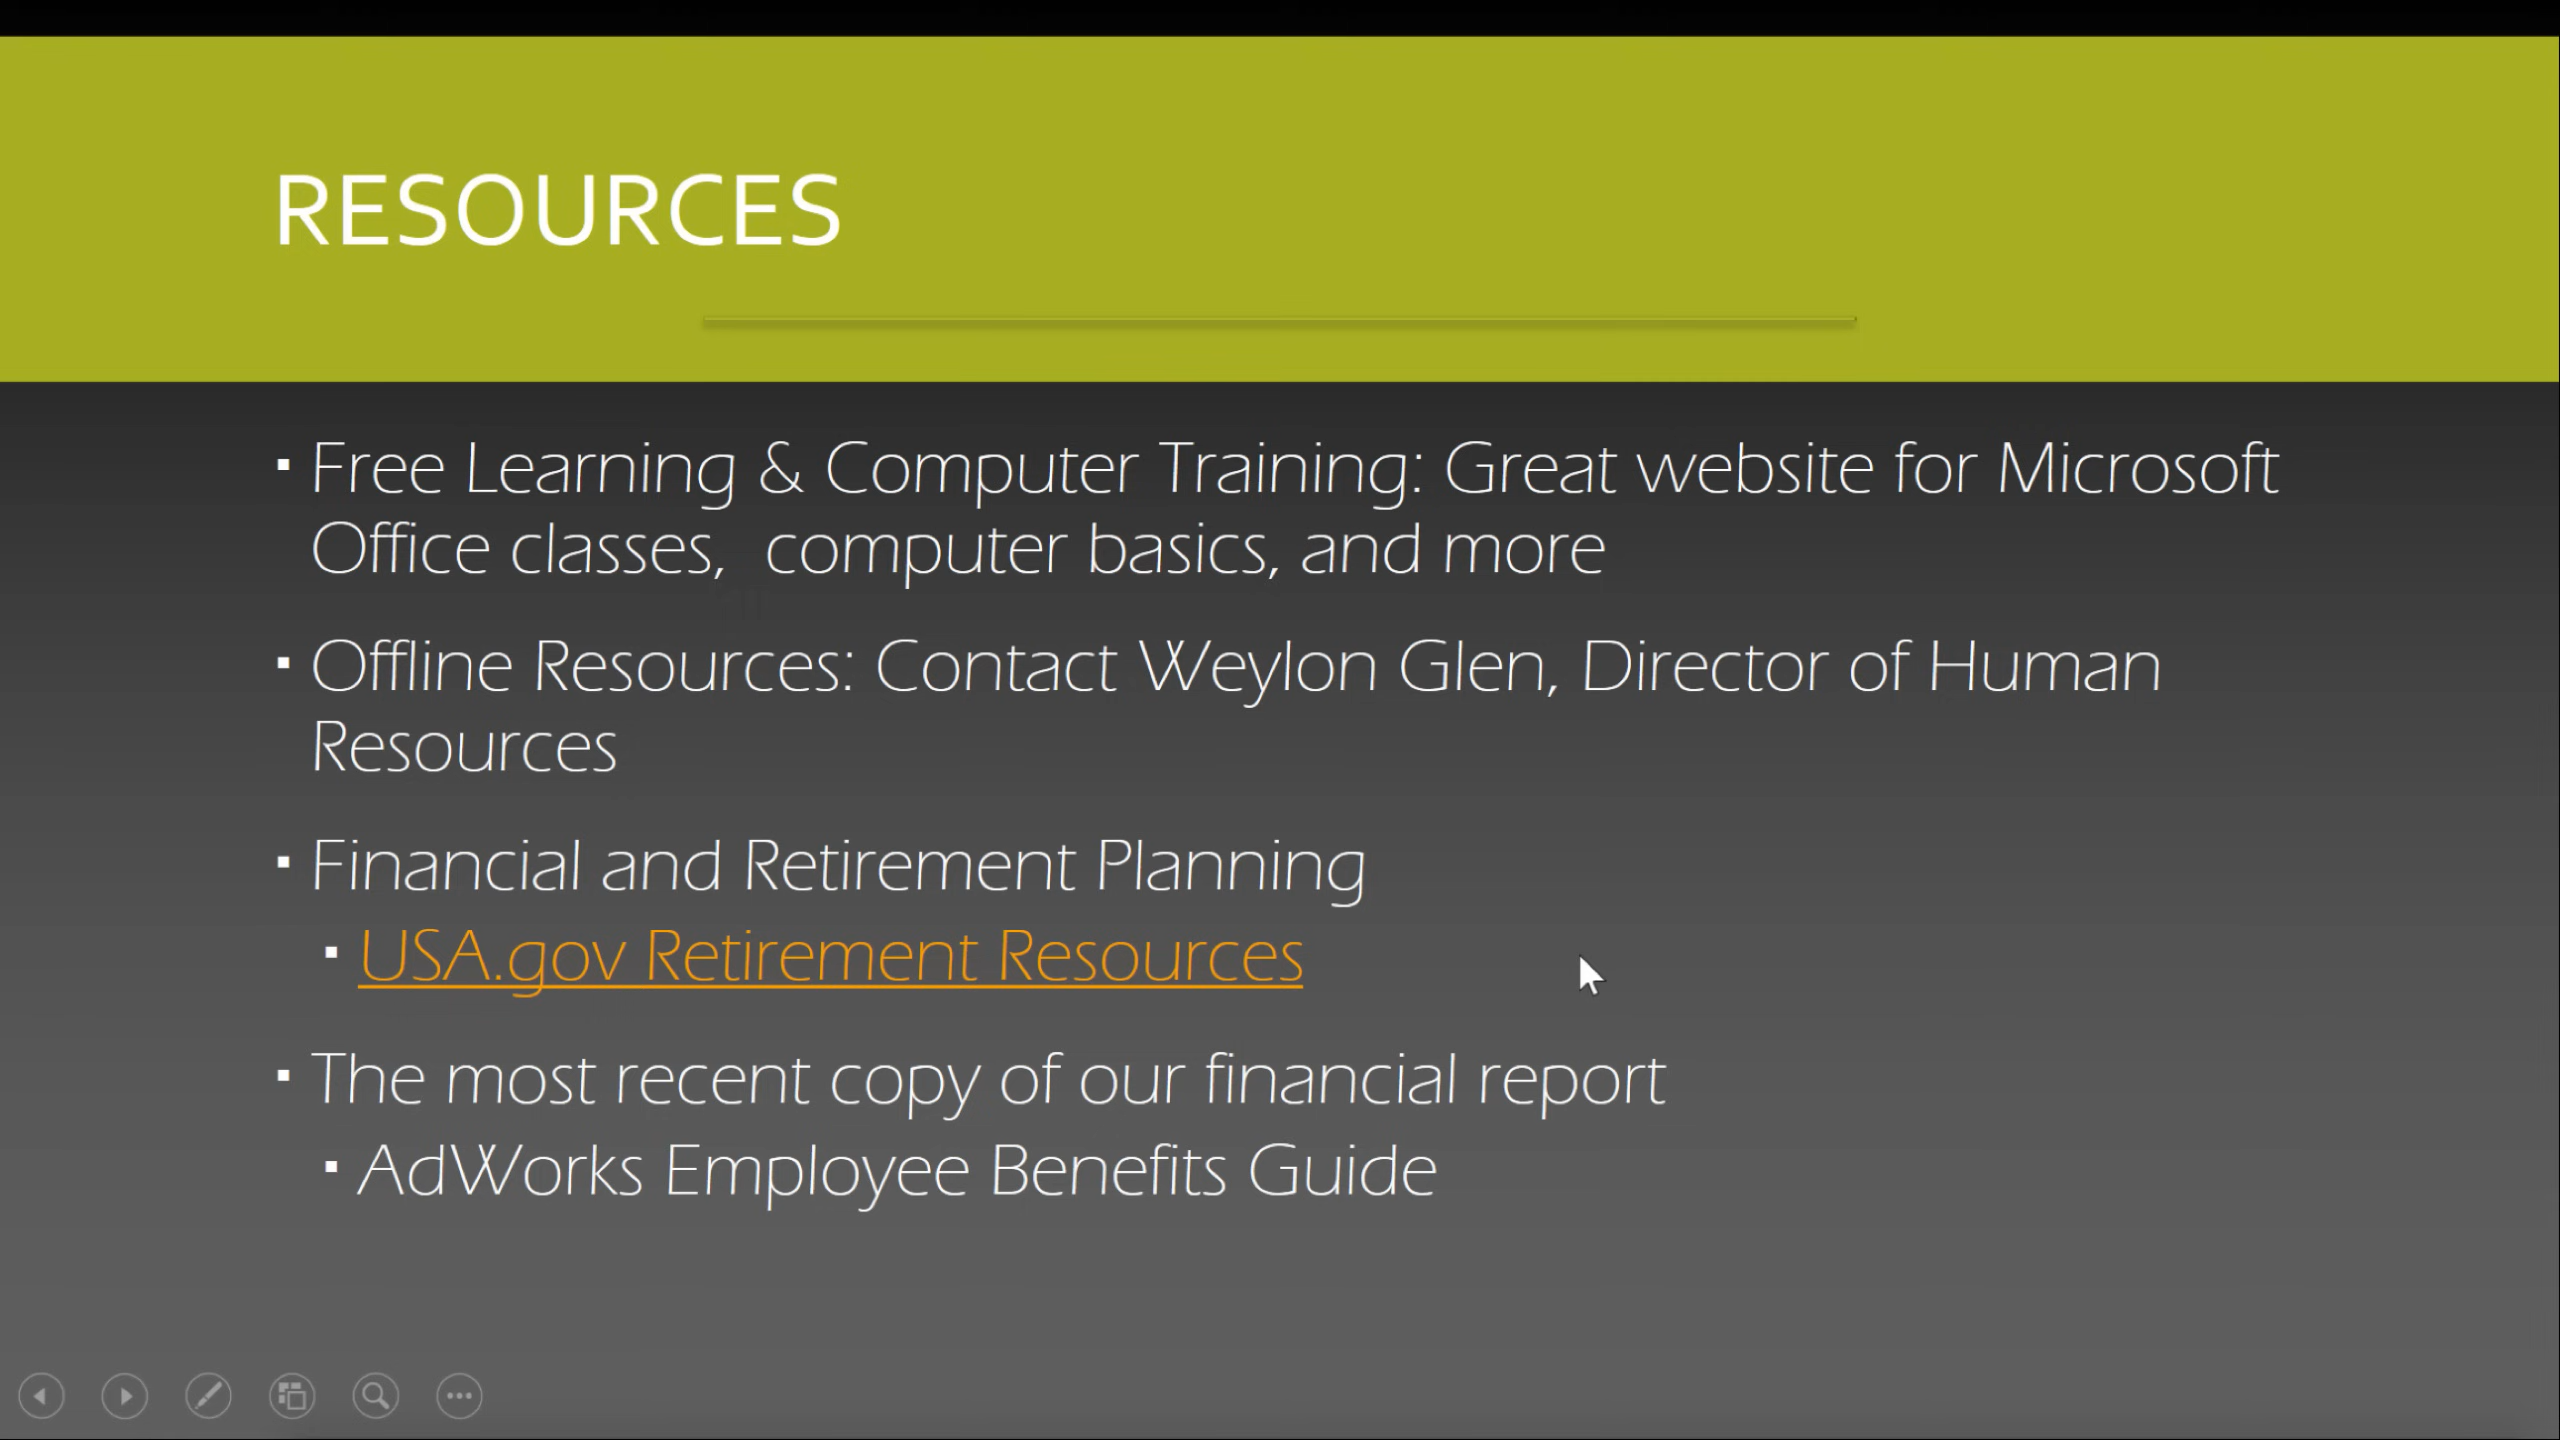 RESOURCES
▪ Free Learning & Computer Training: Great website for Microsoft
Office classes,  computer basics, and more
▪ Offline Resources: Contact Weylon Glen, Director of Human
Resources
▪ Financial and Retirement Planning
▪ USA.gov Retirement Resources
▪ The most recent copy of our financial report
▪ AdWorks Employee Benefits Guide